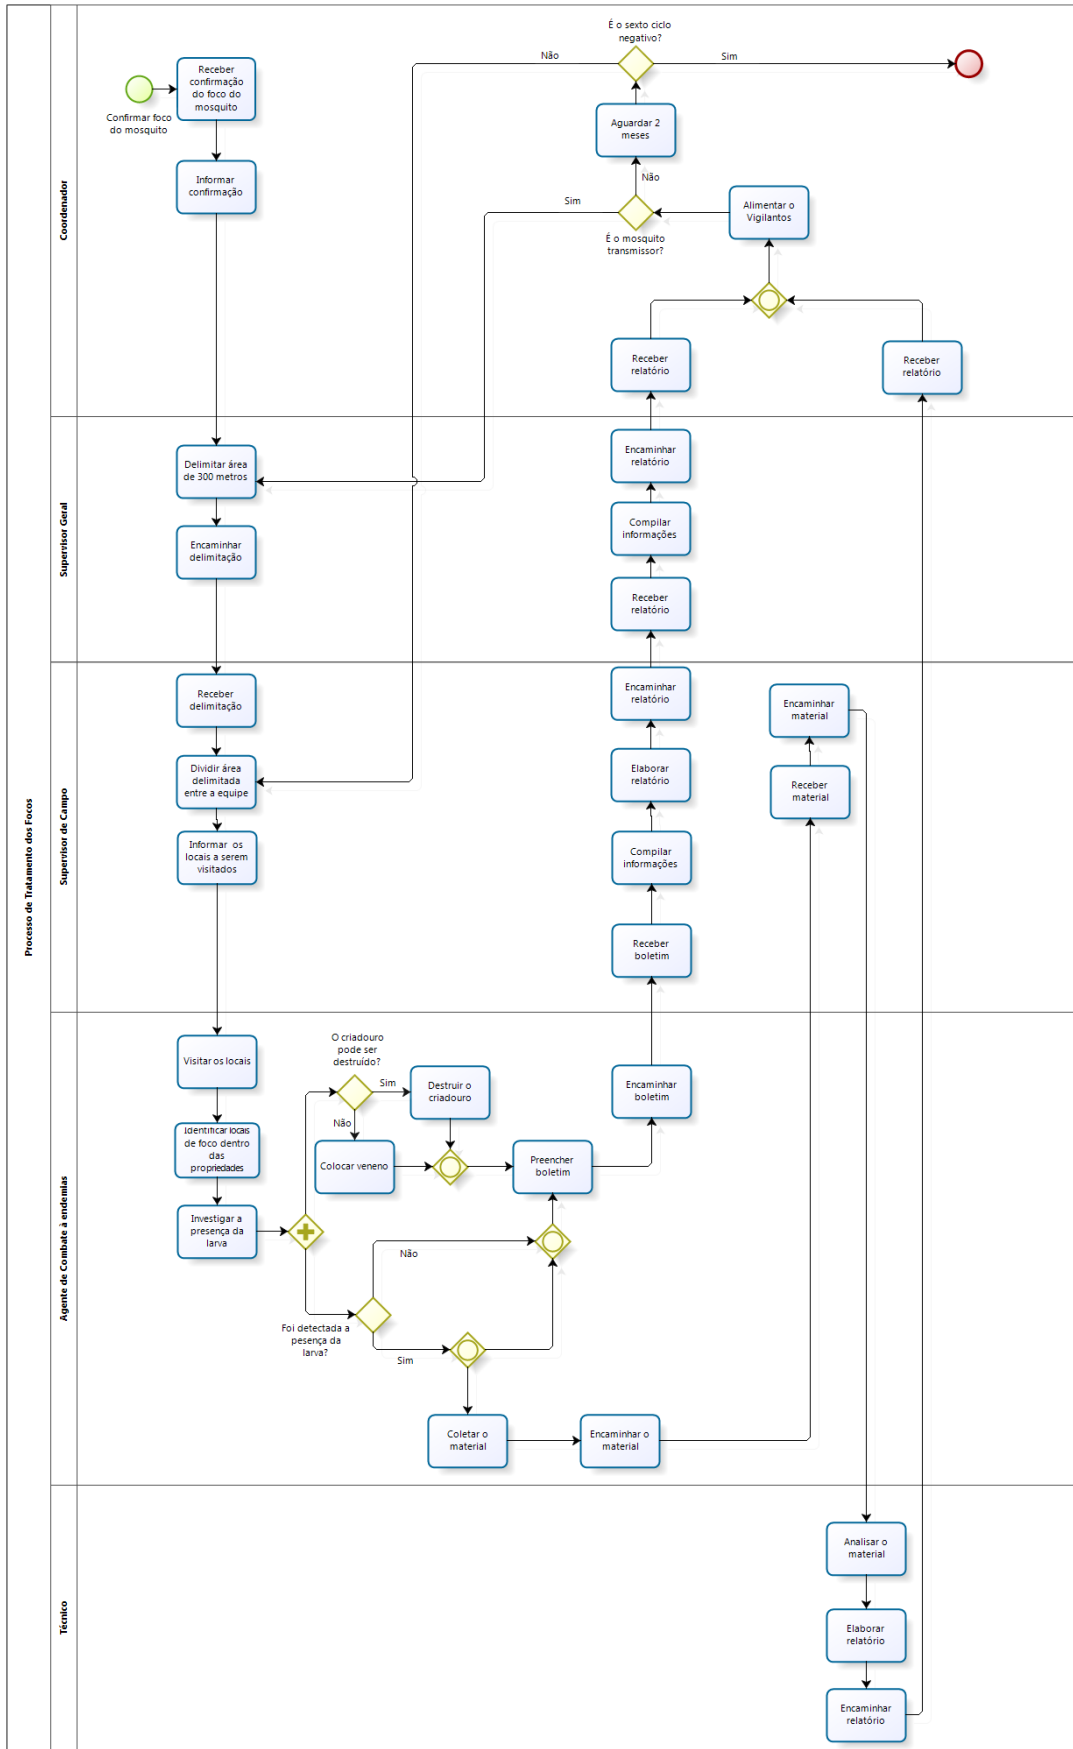 Processo de Tratamento dos Focos
Coordenador
É o sexto ciclo
negativo?
Não
Sim
Receber
confirmação
do foco do
mosquito
Confirmar foco
do mosquito
Aguardar 2
meses
Informar
confirmação
Não
Sim
Alimentar o
Vigilantos
É o mosquito
transmissor?
Receber
relatório
Receber
relatório
Supervisor Geral
Delimitar área
de 300 metros
Encaminhar
relatório
Encaminhar
delimitação
Compilar
informações
Receber
relatório
Supervisor de Campo
Receber
delimitação
Encaminhar
relatório
Encaminhar
material
Dividir área
delimitada
entre a equipe
Elaborar
relatório
Receber
material
Informar os
locais a serem
visitados
Compilar
informações
Receber
boletim
Agente de Combate à endemias
Visitar os locais
O criadouro
pode ser
destruído?
Sim
Destruir o
criadouro
Encaminhar
boletim
Não
Identificar locais
de foco dentro
das
propriedades
Colocar veneno
Preencher
boletim
Investigar a
presença da
larva
Não
Foi detectada a
pesença da
larva?
Sim
Coletar o
material
Encaminhar o
material
Técnico
Analisar o
material
Elaborar
relatório
Encaminhar
relatório